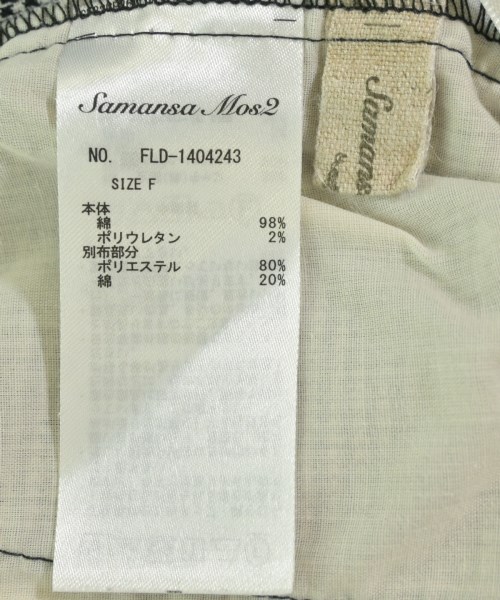 Samansa Mos2
NO. FLD-1404243
SIZE F
本体
綿 98%
ポリウレタン 2%
別布部分
ポリエステル 80%
綿 20%
Samans